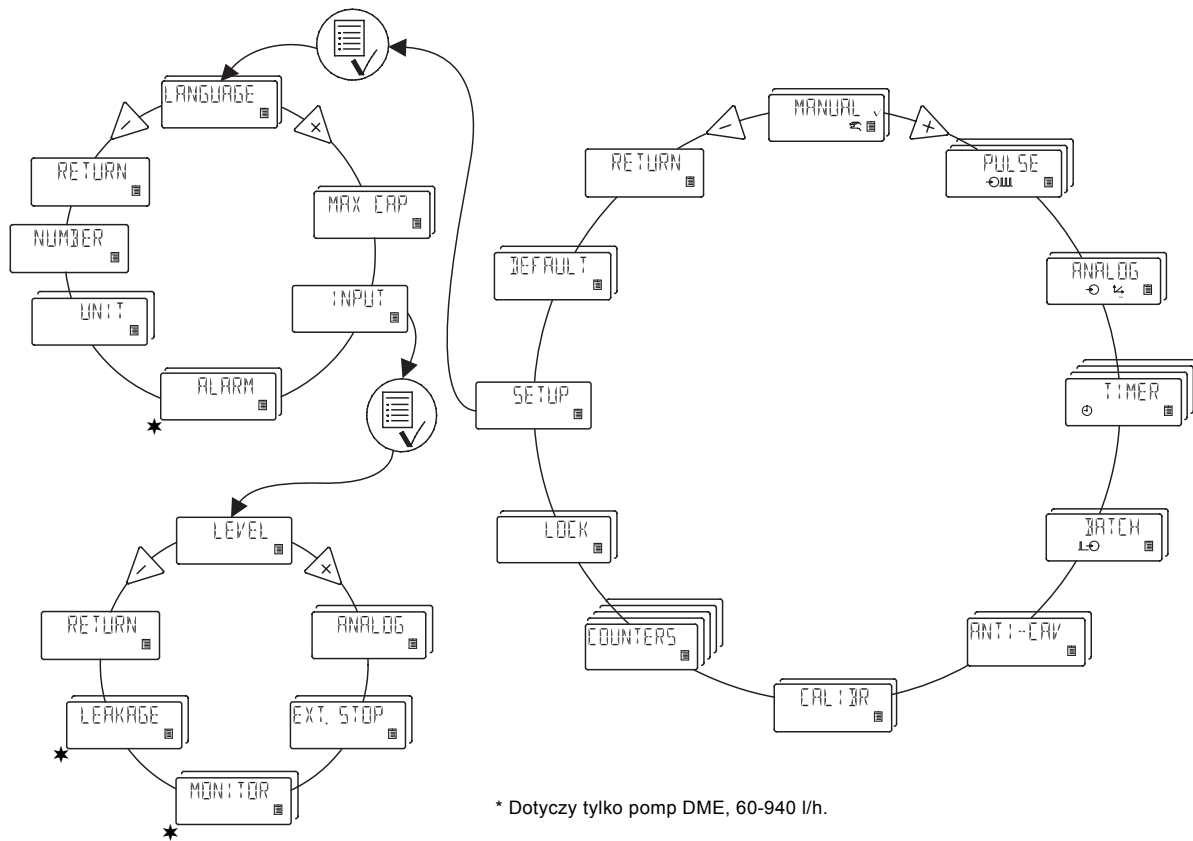 LANGUAGE
MAX CAP
INPUT
ALARM
UNIT
NUMBER
RETURN
MANUAL
PULSE
ANALOG
TIMER
BATCH
ANTI-CAV
CALIBR
COUNTERS
LOCK
SETUP
DEFAULT
RETURN
LEVEL
ANALOG
EXT. STOP
MONITOR
LEAKAGE
RETURN
* Dotyczy tylko pomp DME, 60-940 l/h.